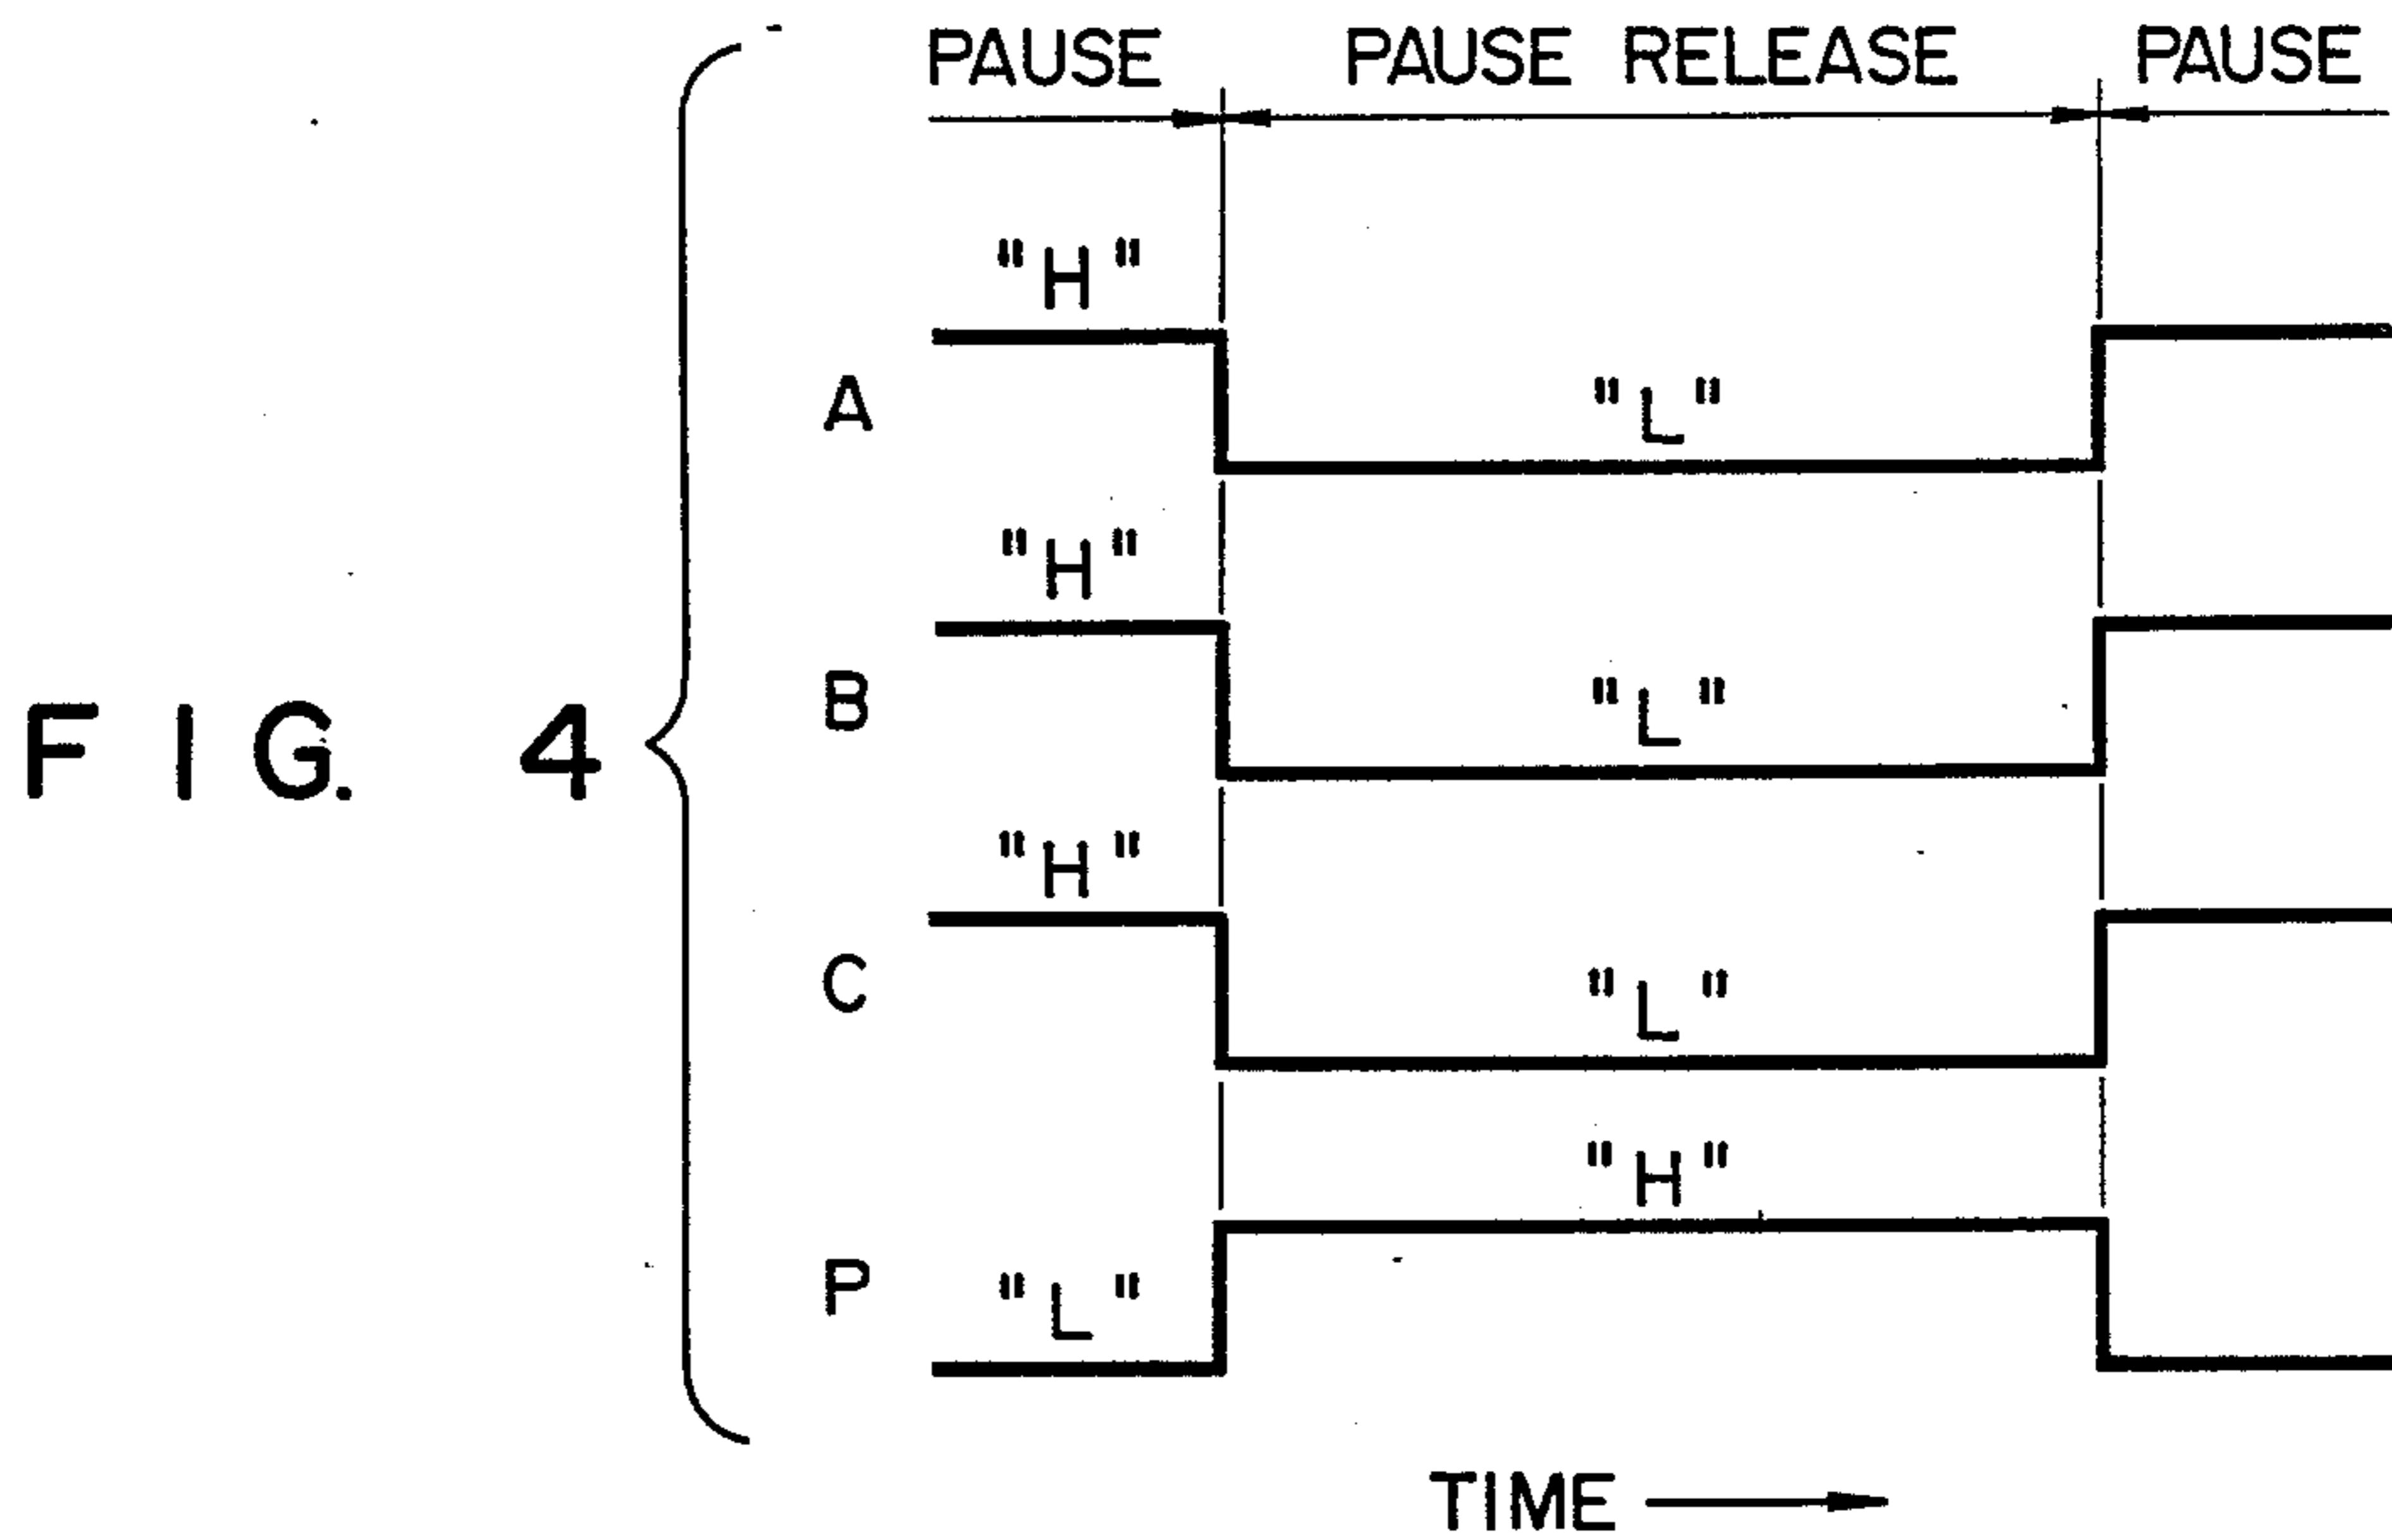 PAUSE PAUSE RELEASE PAUSE
"H"
A "L"
"H"
FIG. 4 B "L"
"H"
C "L"
"H"
P "L"
TIME